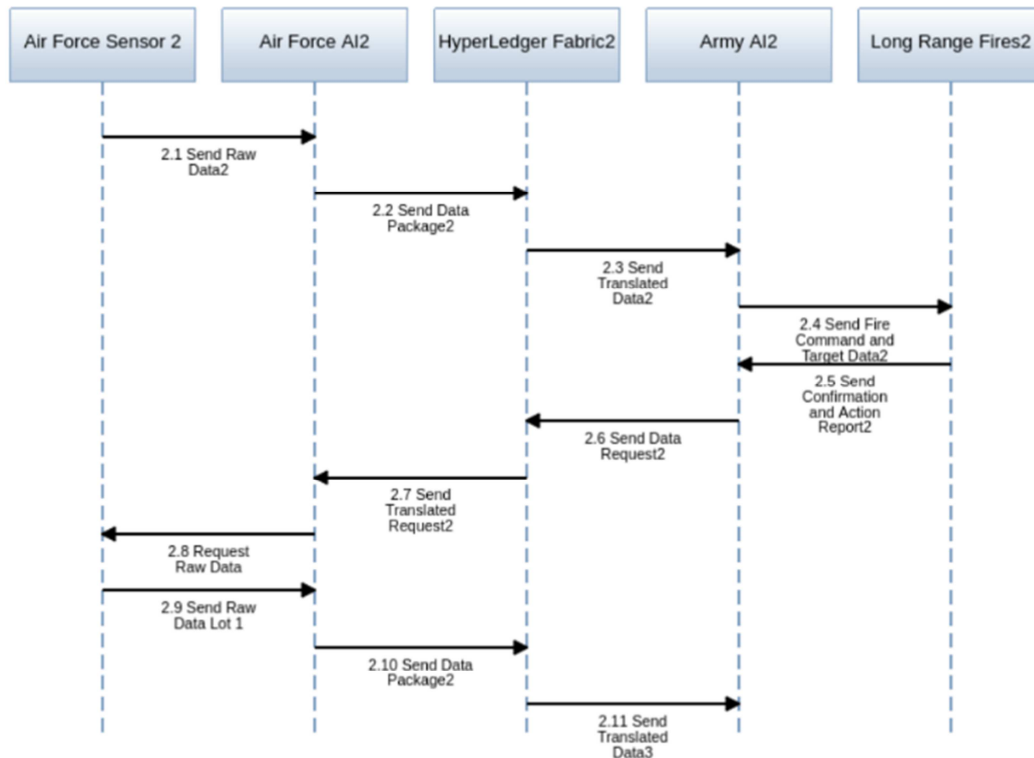 Air Force Sensor 2
Air Force AI2
HyperLedger Fabric2
Army AI2
Long Range Fires2
2.1 Send Raw
Data2
2.2 Send Data
Package2
2.3 Send
Translated
Data2
2.4 Send Fire
Command and
Target Data2
2.5 Send
Confirmation
and Action
Report2
2.6 Send Data
Request2
2.7 Send
Translated
Request2
2.8 Request
Raw Data
2.9 Send Raw
Data Lot 1
2.10 Send Data
Package2
2.11 Send
Translated
Data3